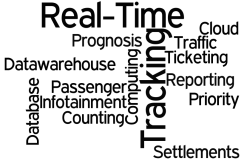 Real-Time
Cloud
Prognosis
Traffic
Datawarehouse
Ticketing
Tracking
Computing
Passenger
Reporting
Infotainment
Priority
Database
Counting
Settlements